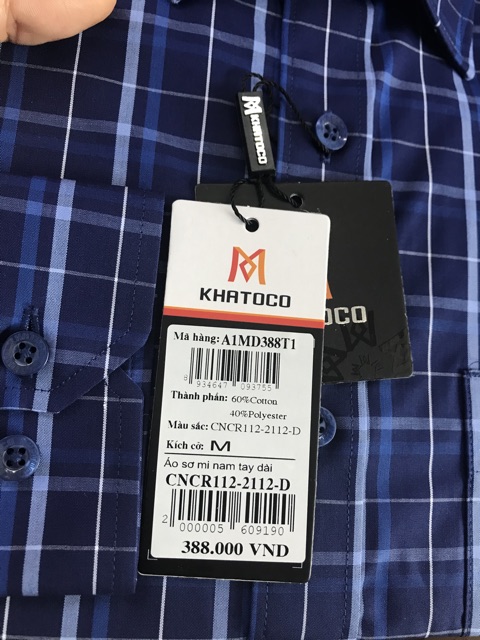 KHATOCO
KHATOCO
Mã hàng: A1MD388T1
8 934647 093755
Thành phần: 60%Cotton
40%Polyester
Màu sắc: CNCR112-2112-D
Kích cỡ: M
Áo sơ mi nam tay dài
CNCR112-2112-D
2 000005 609190
388.000 VND
OCO